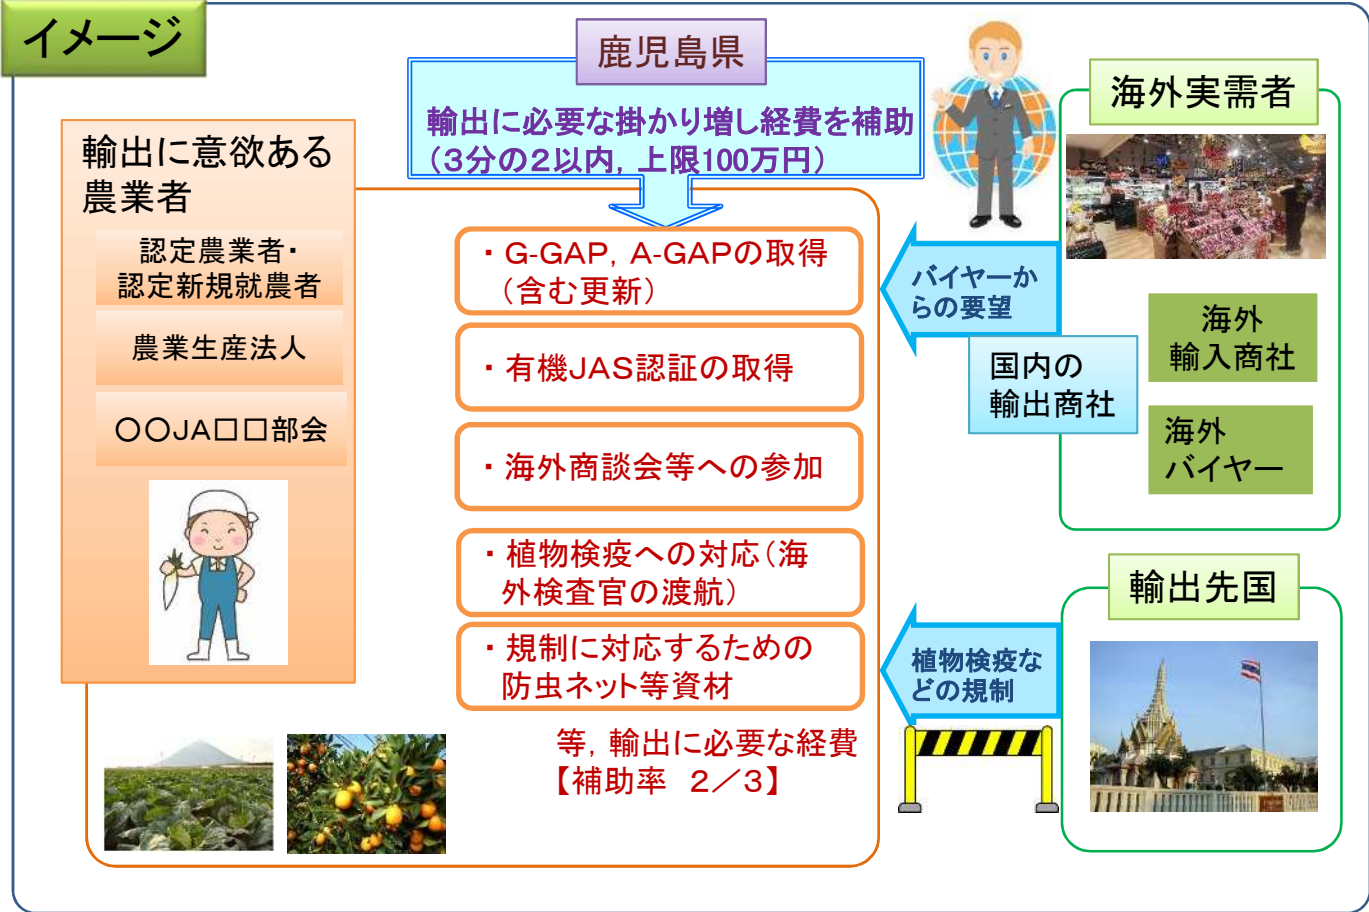 イメージ
鹿児島県
輸出に必要な掛かり増し経費を補助
（３分の２以内，上限100万円）
輸出に意欲ある
農業者
認定農業者・
認定新規就農者
農業生産法人
〇〇JA□□部会
・G-GAP，A-GAPの取得
（含む更新）
・有機JAS認証の取得
・海外商談会等への参加
・植物検疫への対応（海
外検査官の渡航）
・規制に対応するための
防虫ネット等資材
等，輸出に必要な経費
【補助率　２／３】
バイヤーか
らの要望
植物検疫な
どの規制
海外実需者
国内の
輸出商社
海外
輸入商社
海外
バイヤー
輸出先国